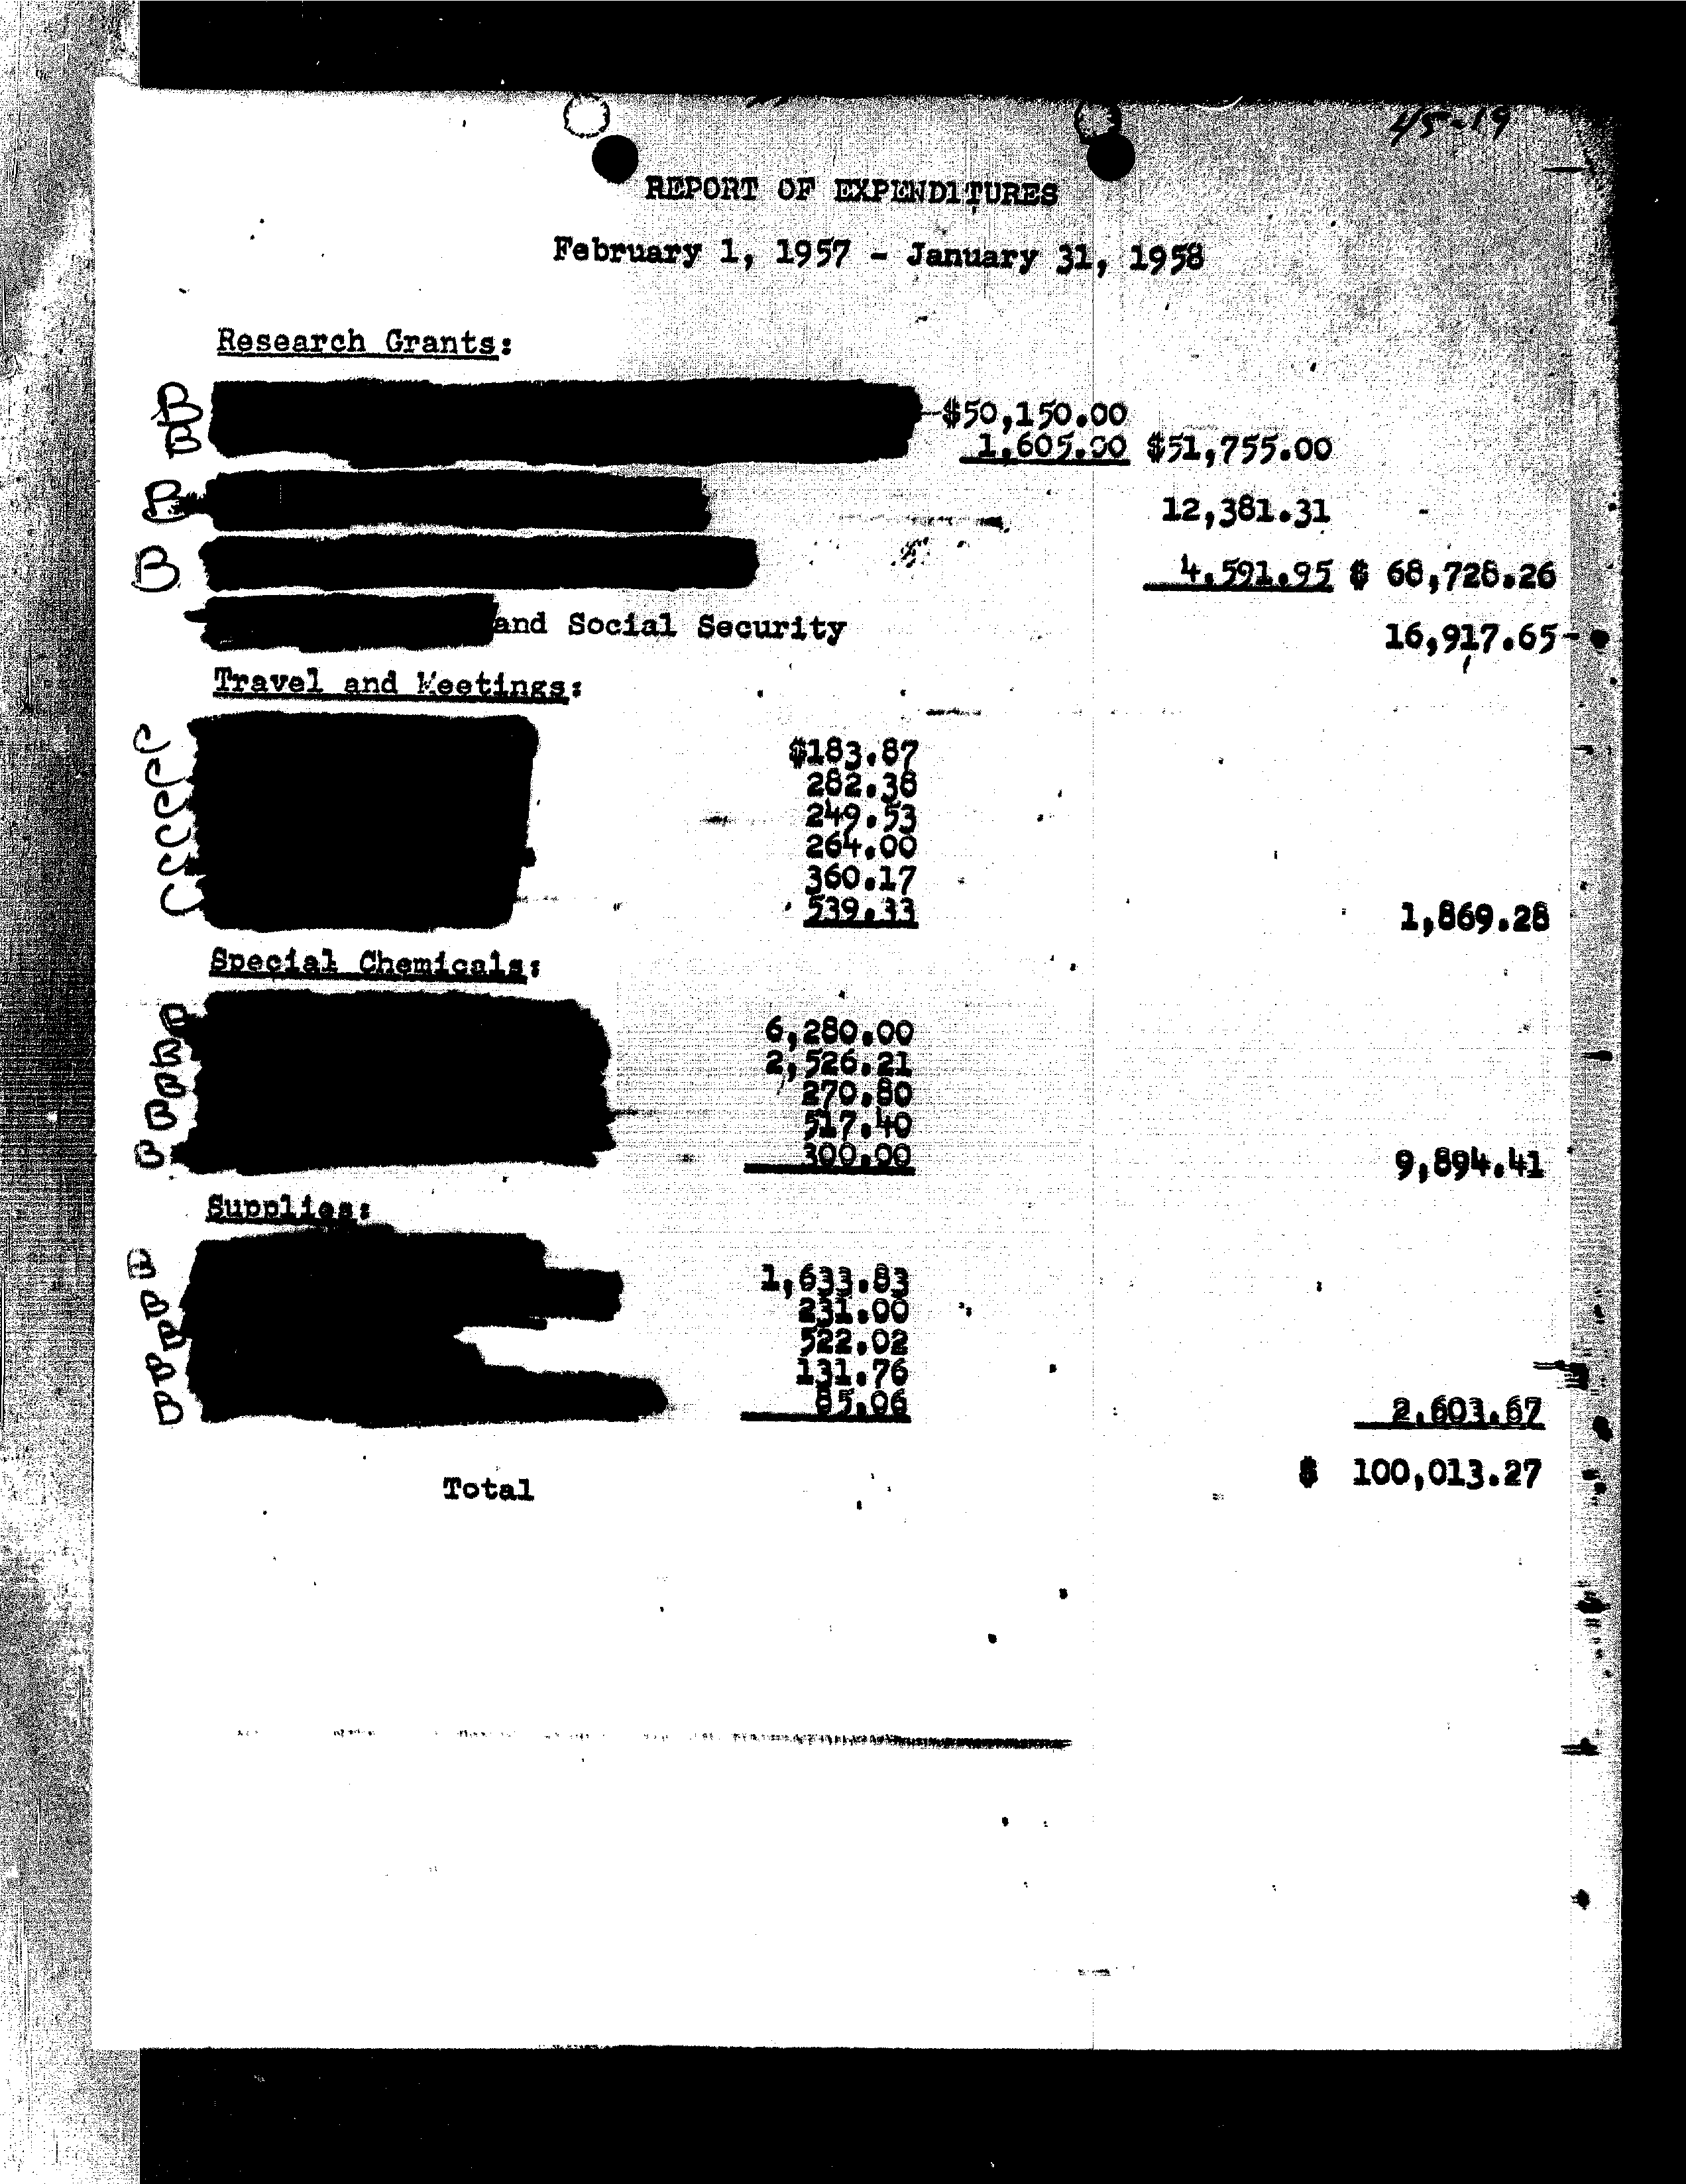 45-19
REPORT OF EXPENDITURES
February 1, 1957 - January 31, 1958
Research Grants:
B $50,150.00
B 1,605.00 $51,755.00
B 12,381.31
B 4,591.95 $ 68,728.26
and Social Security 16,917.65
Travel and Meetings:
C $183.87
C 282.38
C 249.53
C 264.00
C 360.17
C 539.33 1,869.28
Special Chemicals:
B 6,280.00
B 2,526.21
B 270.80
B 517.40
B 300.00 9,894.41
Supplies:
B 1,633.83
B 231.00
B 522.02
B 131.76
B 85.06 2,603.67
Total $ 100,013.27